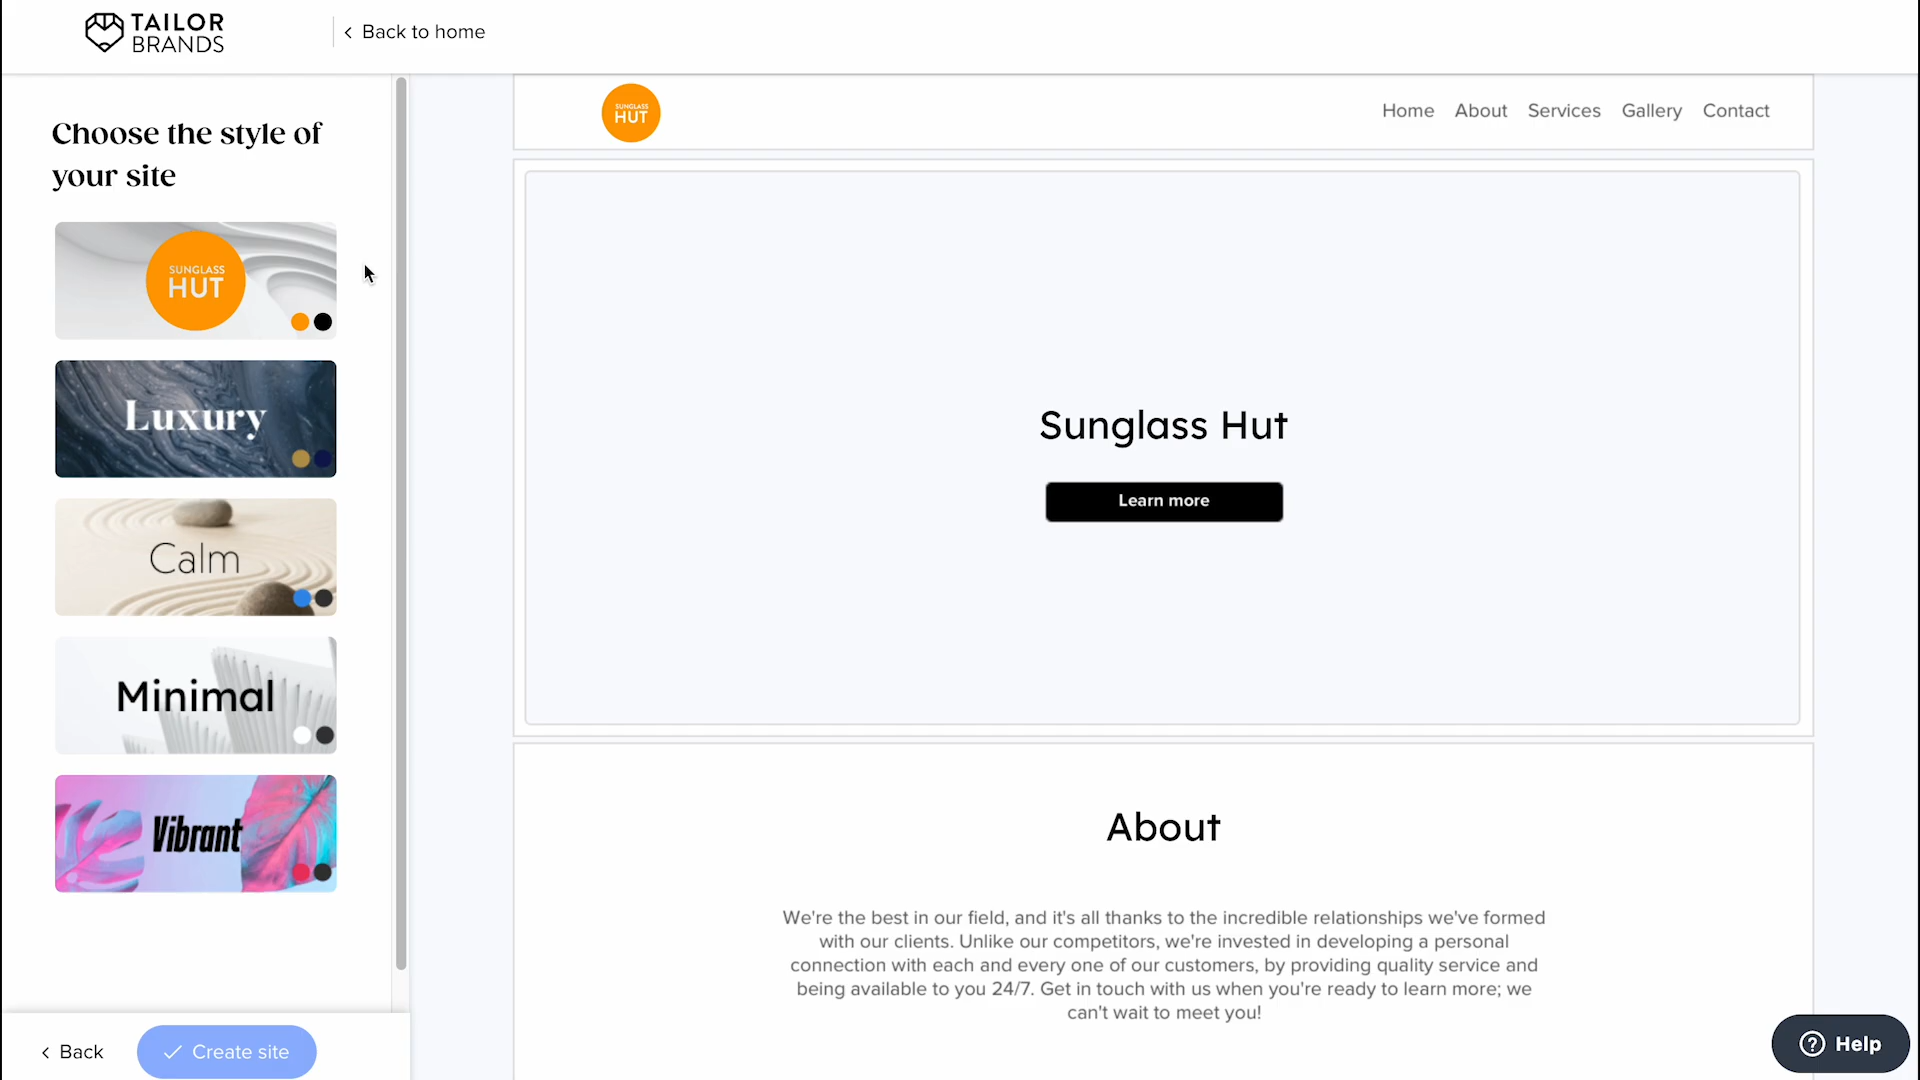 TAILOR
BRANDS
Back to home
Choose the style of
your site
SUNGLASS
HUT
Luxury
Calm
Minimal
Vibrant
Back
Create site
SUNGLASS
HUT
Home About Services Gallery Contact
Sunglass Hut
Learn more
About
We're the best in our field, and it's all thanks to the incredible relationships we've formed
with our clients. Unlike our competitors, we're invested in developing a personal
connection with each and every one of our customers, by providing quality service and
being available to you 24/7. Get in touch with us when you're ready to learn more; we
can't wait to meet you!
Help